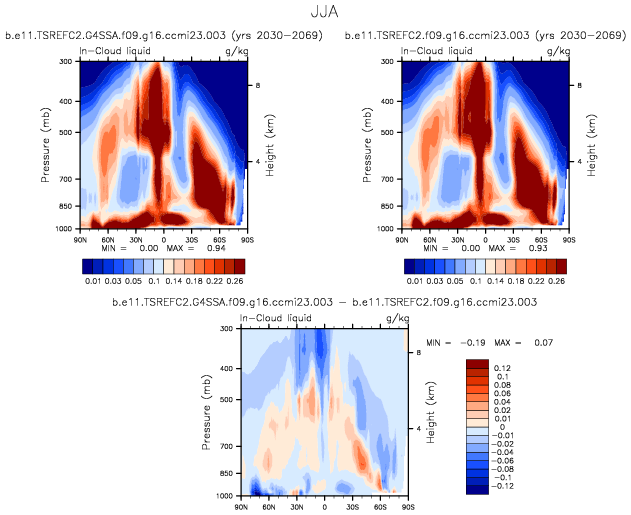 JJA
b.e11.TSREFC2.G4SSA.f09.g16.ccmi23.003 (yrs 2030-2069)
In-Cloud liquid g/kg
300
400
500
700
850
1000
Pressure (mb)
8
4
Height (km)
90N 60N 30N 0 30S 60S 90S
MIN = 0.00 MAX = 0.94
0.01 0.03 0.05 0.08 0.10 0.14 0.18 0.22 0.26
b.e11.TSREFC2.f09.g16.ccmi23.003 (yrs 2030-2069)
In-Cloud liquid g/kg
300
400
500
700
850
1000
Pressure (mb)
8
4
Height (km)
90N 60N 30N 0 30S 60S 90S
MIN = 0.00 MAX = 0.93
0.01 0.03 0.05 0.08 0.10 0.14 0.18 0.22 0.26
b.e11.TSREFC2.G4SSA.f09.g16.ccmi23.003 - b.e11.TSREFC2.f09.g16.ccmi23.003
In-Cloud liquid g/kg
300
400
500
700
850
1000
Pressure (mb)
8
4
Height (km)
90N 60N 30N 0 30S 60S 90S
MIN = -0.19 MAX = 0.07
0.12
0.1
0.08
0.06
0.04
0.02
0.01
0
-0.01
-0.02
-0.04
-0.06
-0.08
-0.1
-0.12